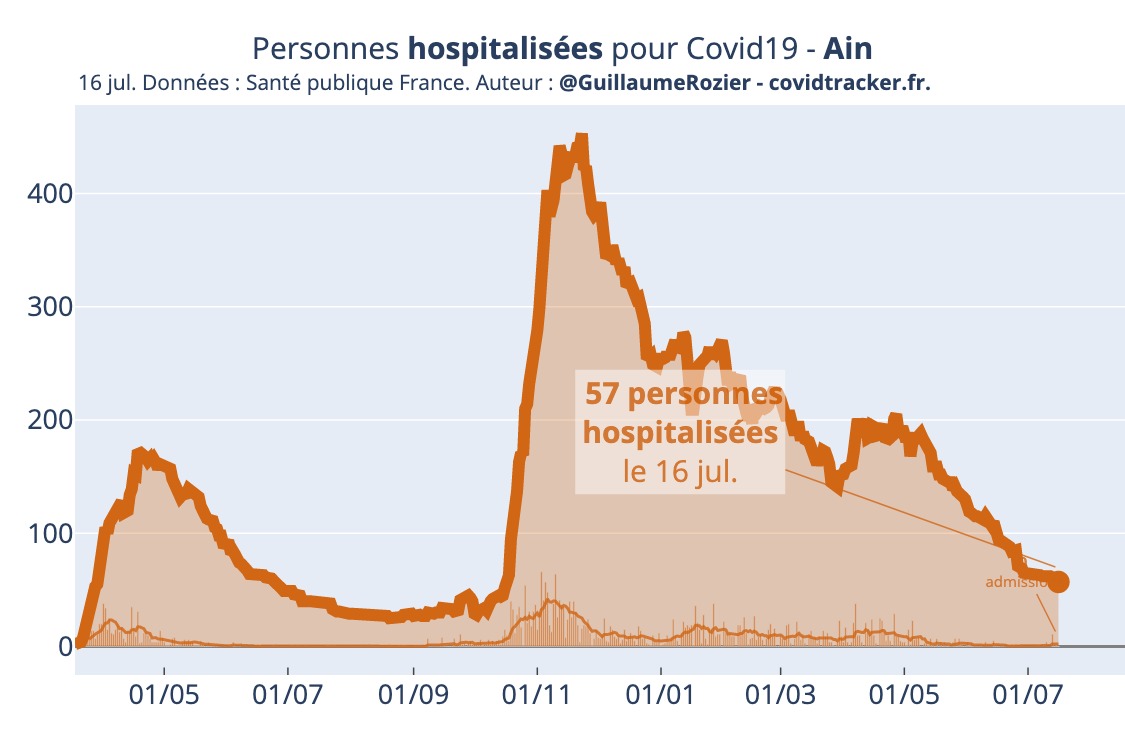 Personnes hospitalisées pour Covid19 - Ain
16 jul. Données : Santé publique France. Auteur : @GuillaumeRozier - covidtracker.fr.
400
300
200
100
0
57 personnes
hospitalisées
le 16 jul.
01/05 01/07 01/09 01/11 01/01 01/03 01/05 01/07